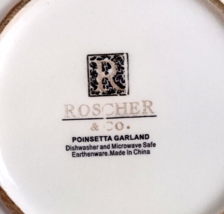 R
ROSCHER
& CO.
POINSETTA GARLAND
Dishwasher and Microwave Safe
Earthenware.Made In China